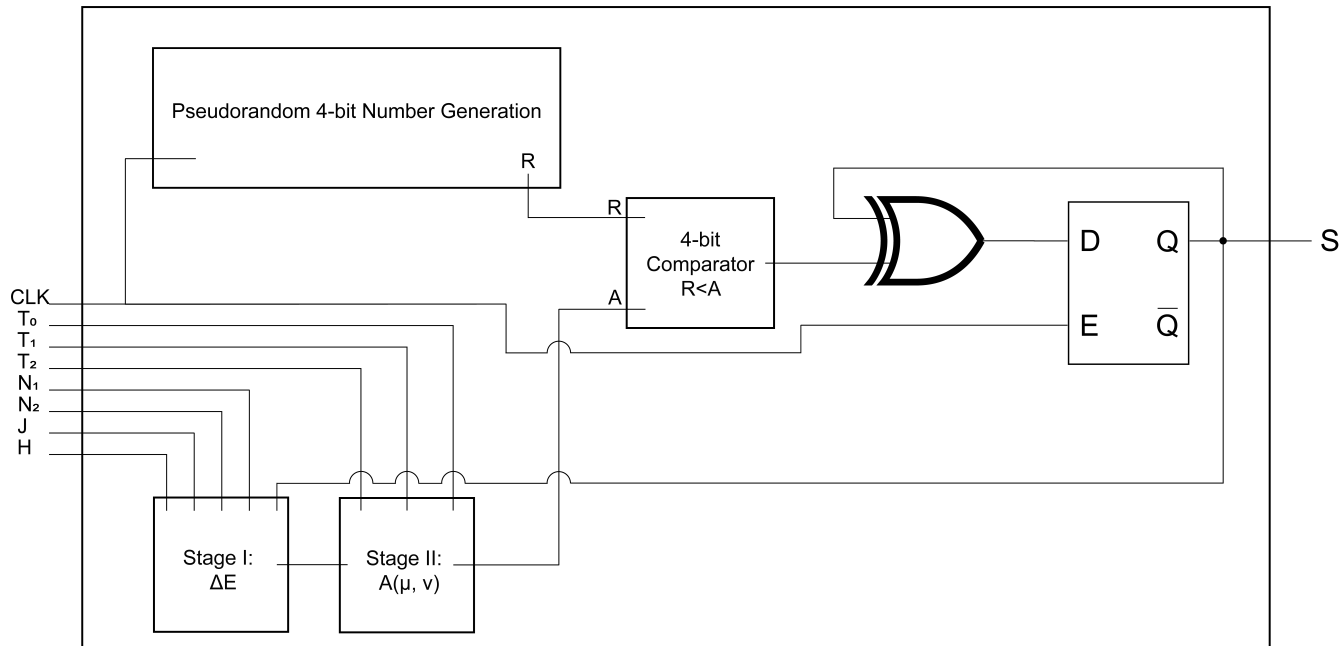 Pseudorandom 4-bit Number Generation
R
R
4-bit
Comparator
R<A
A
D
Q
S
E
Q̅
CLK
T₀
T₁
T₂
N₁
N₂
J
H
Stage I:
ΔE
Stage II:
A(μ, ν)